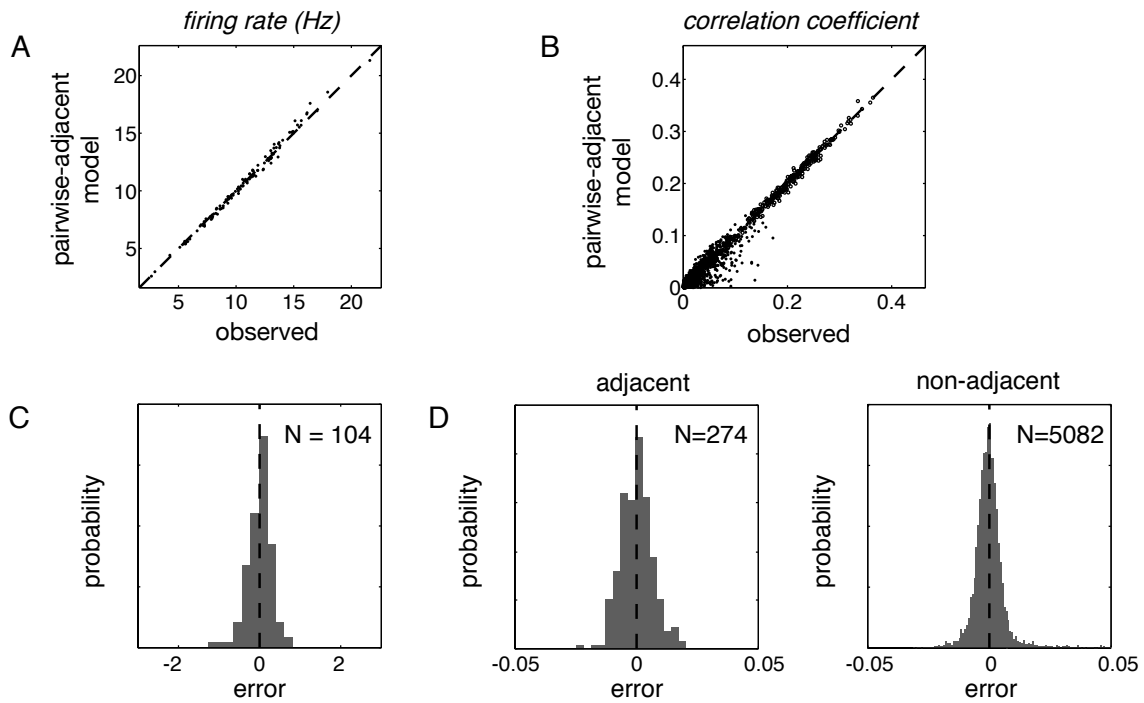 A
firing rate (Hz)
pairwise-adjacent
model
20
15
10
5
5
10
15
20
observed
B
correlation coefficient
pairwise-adjacent
model
0.4
0.3
0.2
0.1
0
0
0.2
0.4
observed
C
N = 104
probability
-2
0
2
error
D
adjacent
N=274
probability
-0.05
0
0.05
error
non-adjacent
N=5082
probability
-0.05
0
0.05
error